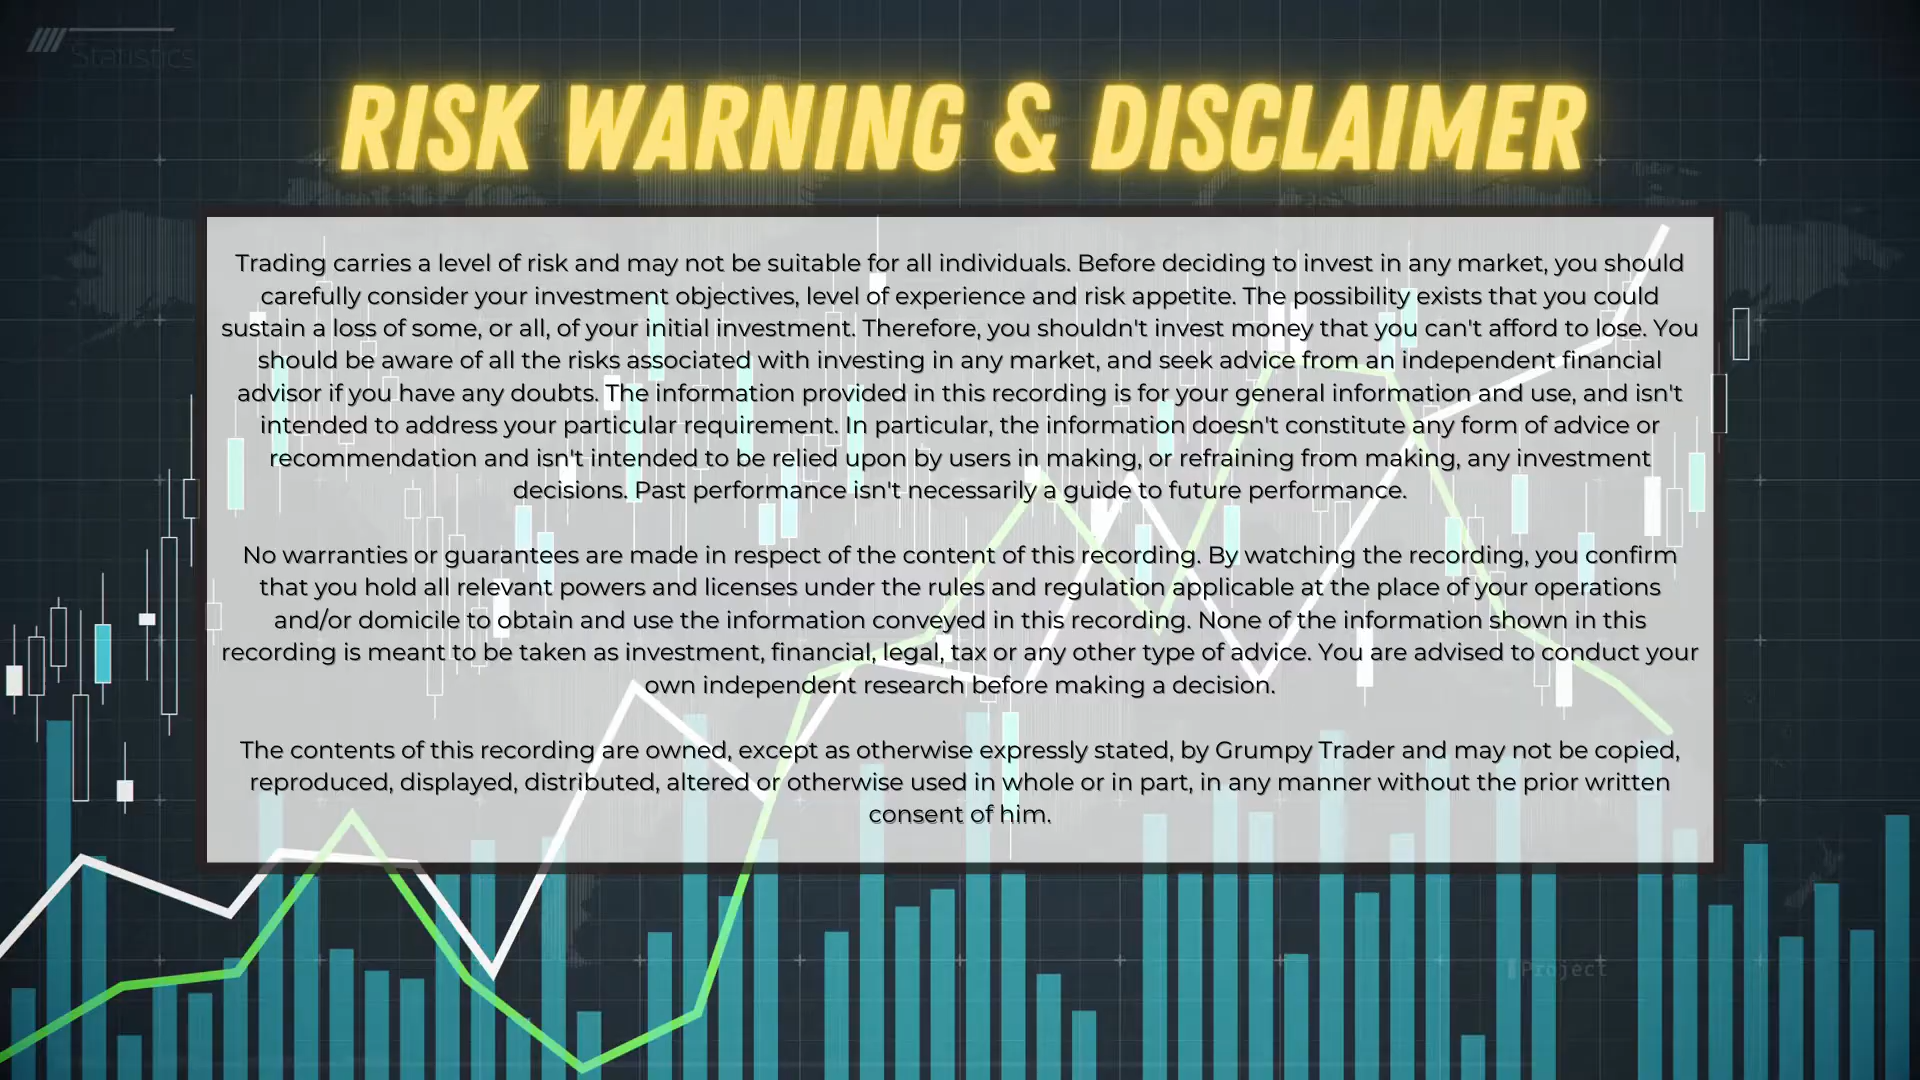 Statistics
RISK WARNING & DISCLAIMER
Trading carries a level of risk and may not be suitable for all individuals. Before deciding to invest in any market, you should
carefully consider your investment objectives, level of experience and risk appetite. The possibility exists that you could
sustain a loss of some, or all, of your initial investment. Therefore, you shouldn't invest money that you can't afford to lose. You
should be aware of all the risks associated with investing in any market, and seek advice from an independent financial
advisor if you have any doubts. The information provided in this recording is for your general information and use, and isn't
intended to address your particular requirement. In particular, the information doesn't constitute any form of advice or
recommendation and isn't intended to be relied upon by users in making, or refraining from making, any investment
decisions. Past performance isn't necessarily a guide to future performance.
No warranties or guarantees are made in respect of the content of this recording. By watching the recording, you confirm
that you hold all relevant powers and licenses under the rules and regulation applicable at the place of your operations
and/or domicile to obtain and use the information conveyed in this recording. None of the information shown in this
recording is meant to be taken as investment, financial, legal, tax or any other type of advice. You are advised to conduct your
own independent research before making a decision.
The contents of this recording are owned, except as otherwise expressly stated, by Grumpy Trader and may not be copied,
reproduced, displayed, distributed, altered or otherwise used in whole or in part, in any manner without the prior written
consent of him.
Project